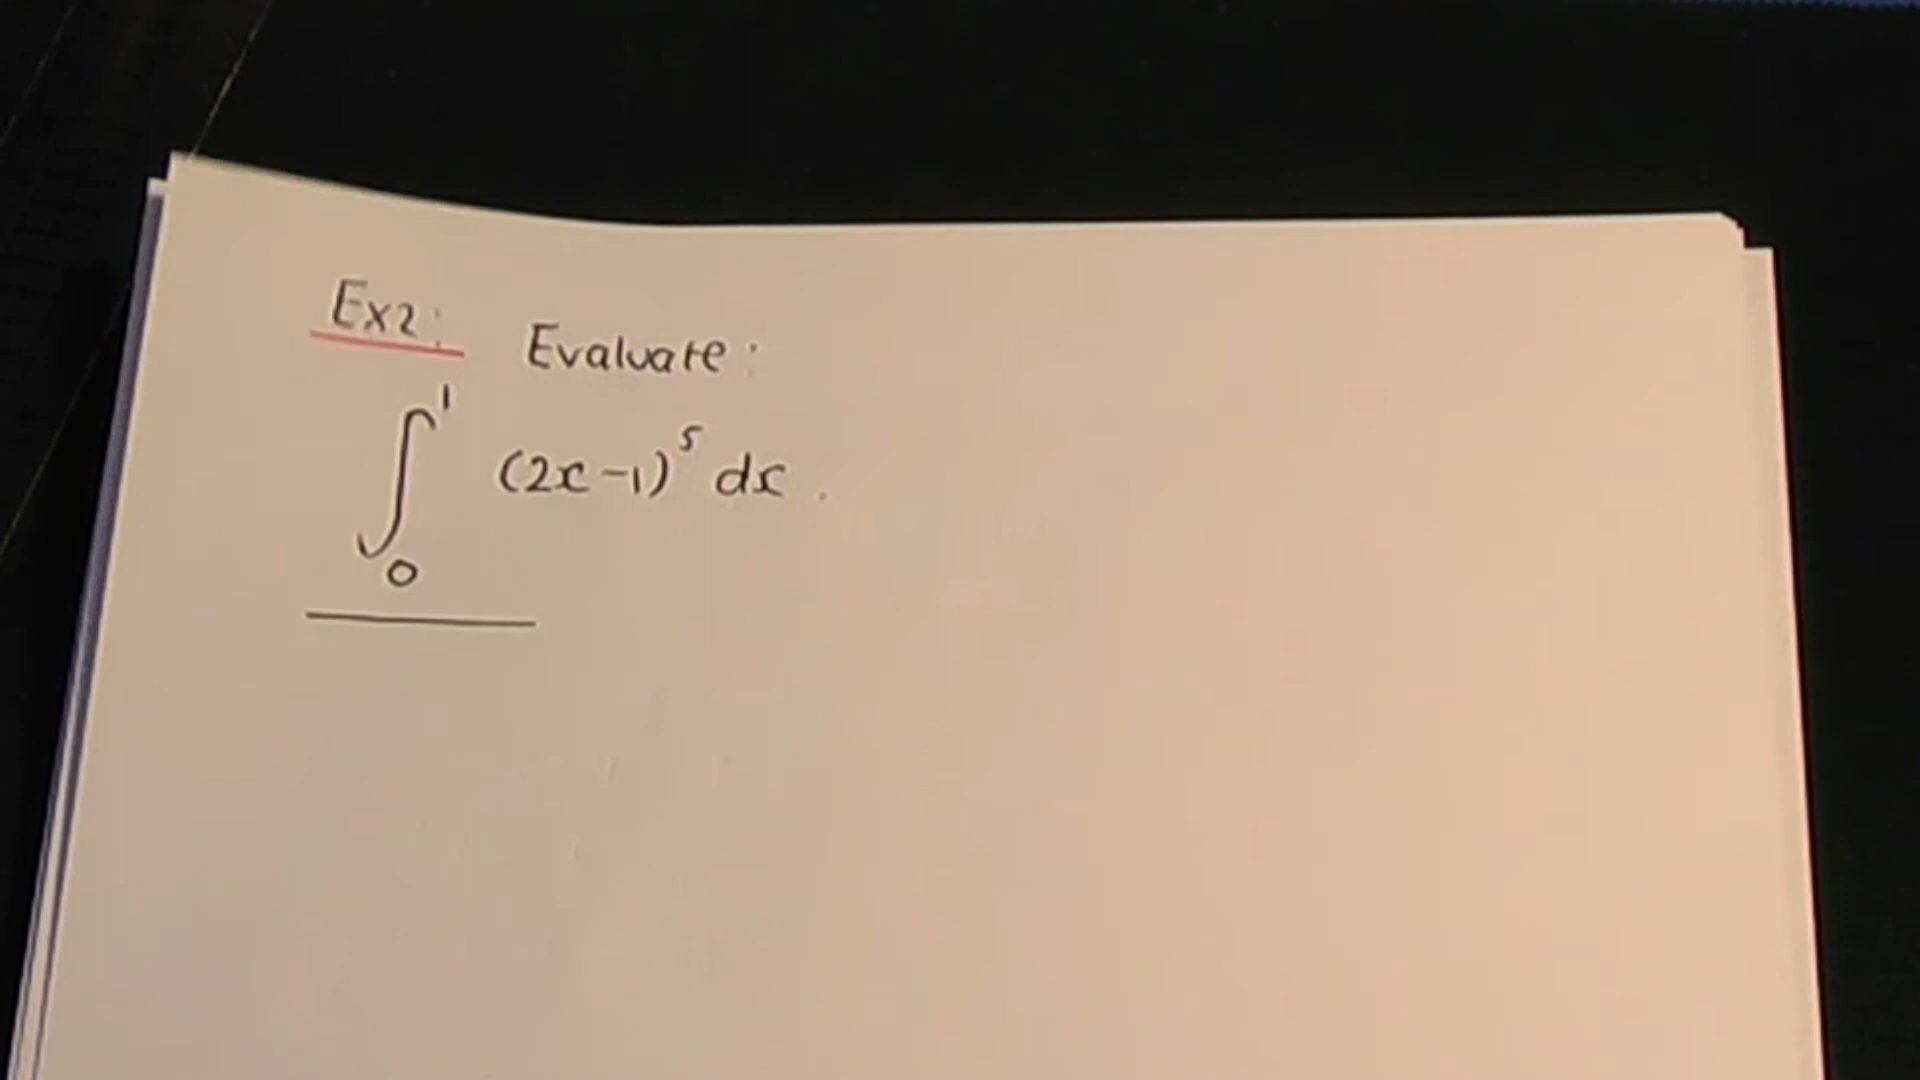 Ex2: Evaluate:
∫₀¹ (2x-1)⁵ dx.